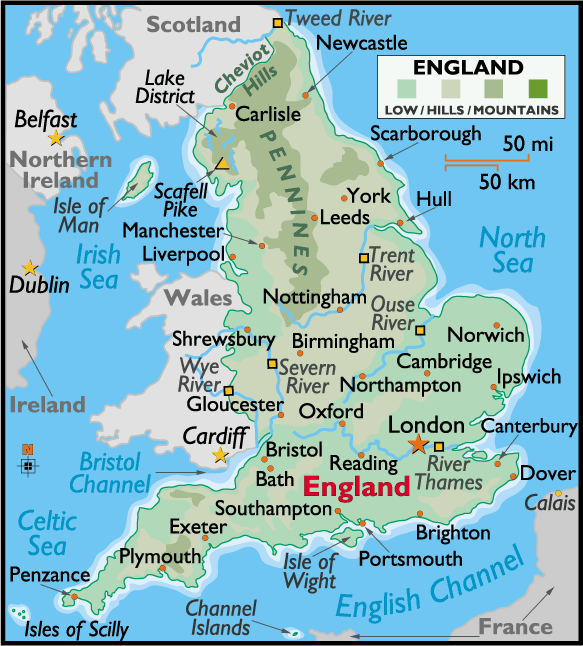 Scotland
Tweed River
Newcastle
Cheviot
Hills
ENGLAND
LOW / HILLS / MOUNTAINS
Lake
District
Carlisle
Belfast
Northern
Ireland
Scarborough
50 mi
50 km
PENNINES
Scafell
Pike
Isle of
Man
York
Hull
Leeds
Manchester
Liverpool
Irish
Sea
North
Sea
Trent
River
Dublin
Wales
Nottingham
Ouse
River
Shrewsbury
Birmingham
Norwich
Wye
River
Severn
River
Cambridge
Northampton
Ipswich
Ireland
Gloucester
Oxford
London
Canterbury
Cardiff
N
Bristol
Bristol
Channel
Bath
Reading
River
Thames
England
Dover
Calais
Celtic
Sea
Southampton
Exeter
Brighton
Plymouth
Isle of
Wight
Portsmouth
Penzance
English Channel
Isles of Scilly
Channel
Islands
France